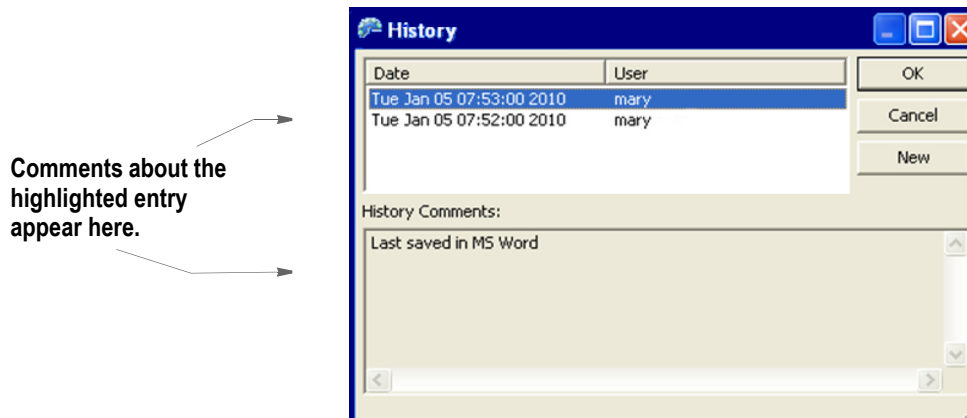 History
Date User
Tue Jan 05 07:53:00 2010 mary
Tue Jan 05 07:52:00 2010 mary
OK
Cancel
New
Comments about the
highlighted entry
appear here.
History Comments:
Last saved in MS Word